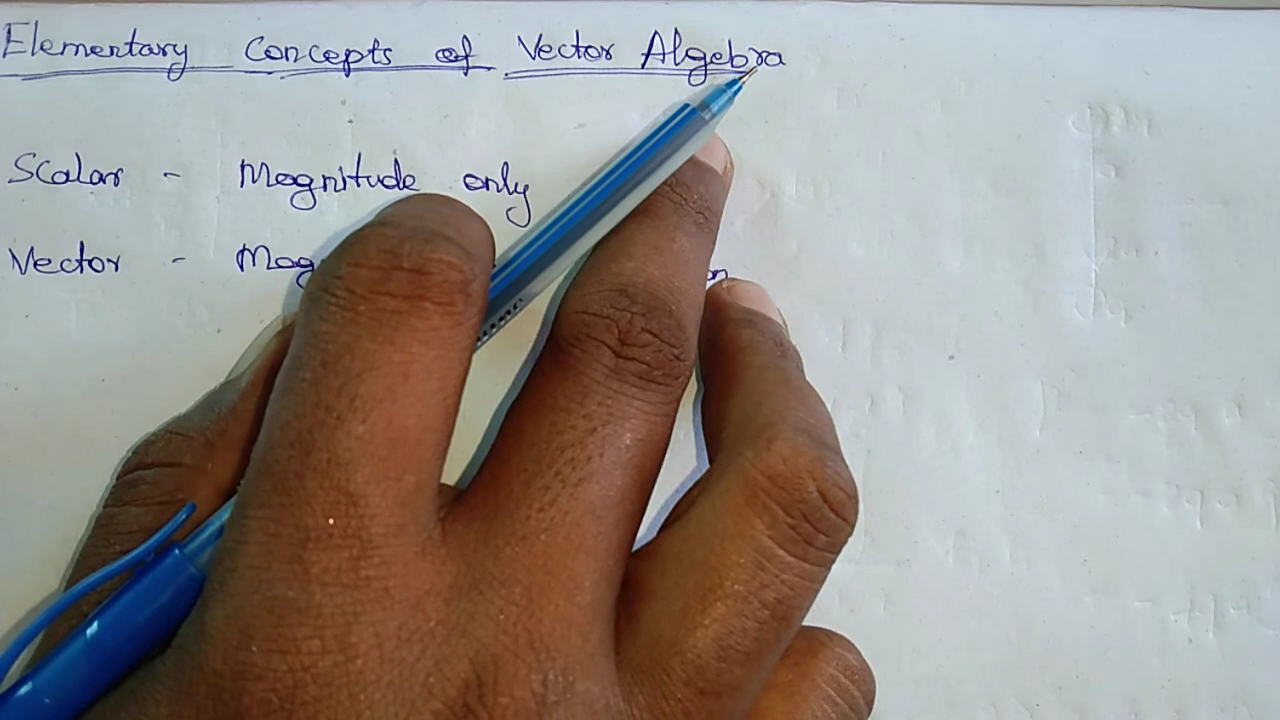 Elementary Concepts of Vector Algebra
Scalar - Magnitude only
Vector -